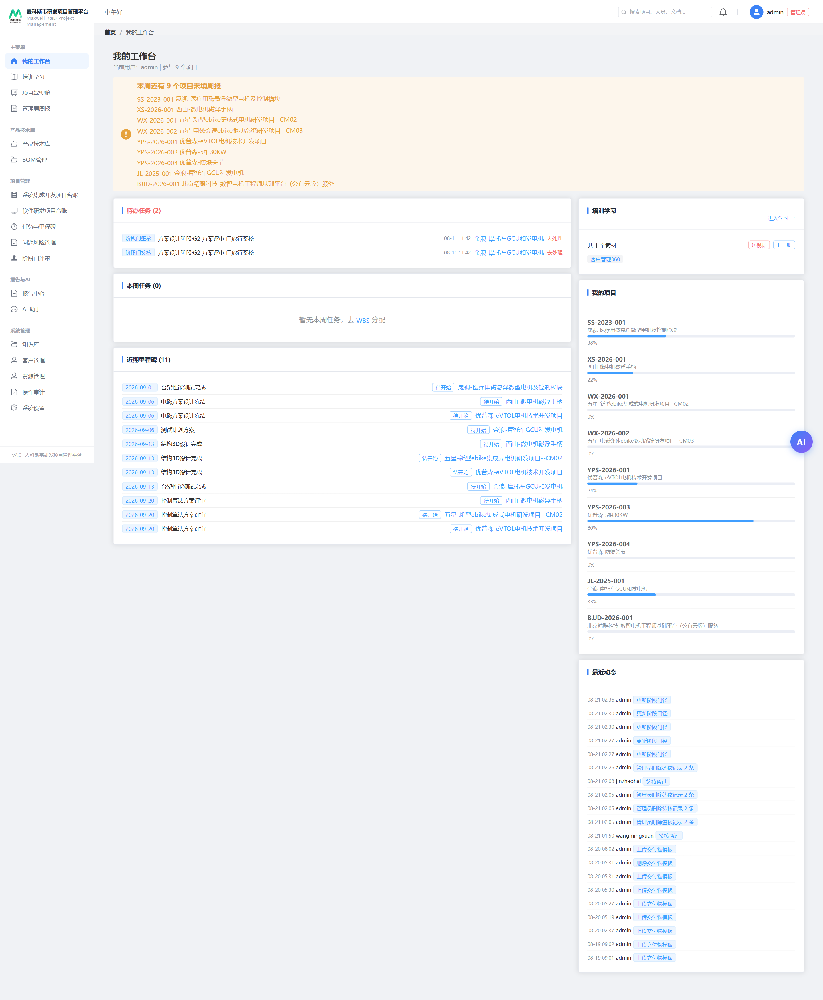 麦科斯韦研发项目管理平台
Maxwell R&D Project
Management
麦科斯韦
中午好
搜索项目、人员、文档...
admin
管理员
首页 / 我的工作台
主菜单
我的工作台
培训学习
项目驾驶舱
管理层周报
产品技术库
产品技术库
BOM管理
项目管理
系统集成开发项目台账
软件研发项目台账
任务与里程碑
问题风险管理
阶段门评审
报告与AI
报告中心
AI 助手
系统管理
知识库
客户管理
资源管理
操作审计
系统设置
v2.0 · 麦科斯韦研发项目管理平台
我的工作台
当前用户：admin | 参与 9 个项目
本周还有 9 个项目未填周报
SS-2023-001 晟视-医疗用磁悬浮微型电机及控制模块
XS-2026-001 西山-微电机磁浮手柄
WX-2026-001 五星-新型ebike集成式电机研发项目--CM02
WX-2026-002 五星-电磁变速ebike驱动系统研发项目--CM03
YPS-2026-001 优普森-eVTOL电机技术开发项目
YPS-2026-003 优普森-5相30KW
YPS-2026-004 优普森-防爆关节
JL-2025-001 金浪-摩托车GCU和发电机
BJJD-2026-001 北京精雕科技-数智电机工程师基础平台（公有云版）服务
待办任务 (2)
阶段门签核 方案设计阶段·G2 方案评审 门放行签核 08-11 11:42 金浪-摩托车GCU和发电机 去处理
阶段门签核 方案设计阶段·G2 方案评审 门放行签核 08-11 11:42 金浪-摩托车GCU和发电机 去处理
本周任务 (0)
暂无本周任务，去 WBS 分配
近期里程碑 (11)
2026-09-01 台架性能测试完成 待开始 晟视-医疗用磁悬浮微型电机及控制模块
2026-09-06 电磁方案设计冻结 待开始 西山-微电机磁浮手柄
2026-09-06 电磁方案设计冻结 待开始 优普森-eVTOL电机技术开发项目
2026-09-06 测试计划方案 待开始 金浪-摩托车GCU和发电机
2026-09-13 结构3D设计完成 待开始 西山-微电机磁浮手柄
2026-09-13 结构3D设计完成 待开始 五星-新型ebike集成式电机研发项目--CM02
2026-09-13 结构3D设计完成 待开始 优普森-eVTOL电机技术开发项目
2026-09-13 台架性能测试完成 待开始 金浪-摩托车GCU和发电机
2026-09-20 控制算法方案评审 待开始 西山-微电机磁浮手柄
2026-09-20 控制算法方案评审 待开始 五星-新型ebike集成式电机研发项目--CM02
2026-09-20 控制算法方案评审 待开始 优普森-eVTOL电机技术开发项目
培训学习
进入学习
共 1 个素材 0 视频 1 手册
客户管理360
我的项目
SS-2023-001
晟视-医疗用磁悬浮微型电机及控制模块
38%
XS-2026-001
西山-微电机磁浮手柄
22%
WX-2026-001
五星-新型ebike集成式电机研发项目--CM02
0%
WX-2026-002
五星-电磁变速ebike驱动系统研发项目--CM03
0%
YPS-2026-001
优普森-eVTOL电机技术开发项目
24%
YPS-2026-003
优普森-5相30KW
80%
YPS-2026-004
优普森-防爆关节
0%
JL-2025-001
金浪-摩托车GCU和发电机
33%
BJJD-2026-001
北京精雕科技-数智电机工程师基础平台（公有云版）服务
0%
AI
最近动态
08-21 02:36 admin 更新阶段门径
08-21 02:30 admin 更新阶段门径
08-21 02:30 admin 更新阶段门径
08-21 02:27 admin 更新阶段门径
08-21 02:27 admin 更新阶段门径
08-21 02:26 admin 管理员删除签核记录 2 条
08-21 02:08 jinzhaohai 签核通过
08-21 02:05 admin 管理员删除签核记录 2 条
08-21 02:05 admin 管理员删除签核记录 2 条
08-21 02:05 admin 管理员删除签核记录 2 条
08-21 01:50 wangmingxuan 签核通过
08-20 08:02 admin 上传交付物模板
08-20 05:31 admin 删除交付物模板
08-20 05:31 admin 上传交付物模板
08-20 05:30 admin 上传交付物模板
08-20 05:27 admin 上传交付物模板
08-20 05:19 admin 上传交付物模板
08-20 02:37 admin 上传交付物模板
08-19 09:02 admin 上传交付物模板
08-19 09:01 admin 上传交付物模板